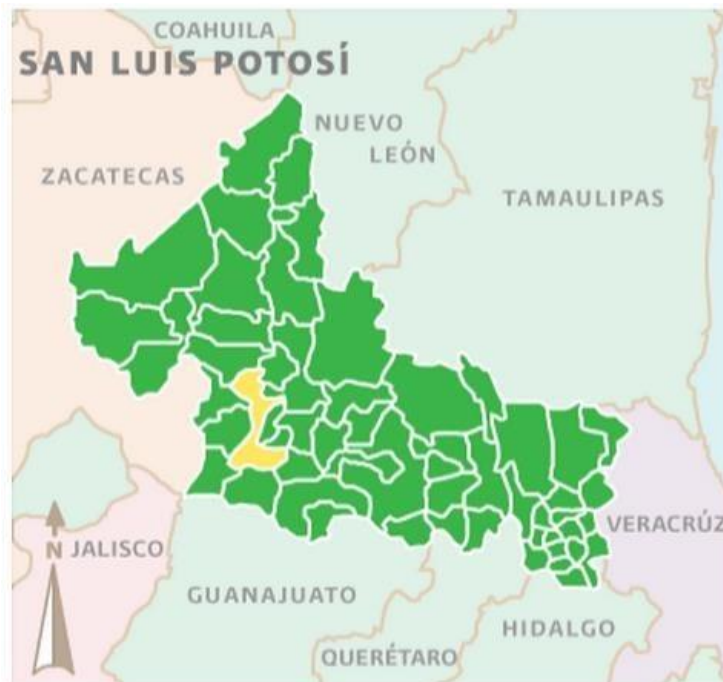 COAHUILA
SAN LUIS POTOSÍ
NUEVO
LEÓN
ZACATECAS
TAMAULIPAS
VERACRÚZ
N JALISCO
GUANAJUATO
HIDALGO
QUERÉTARO